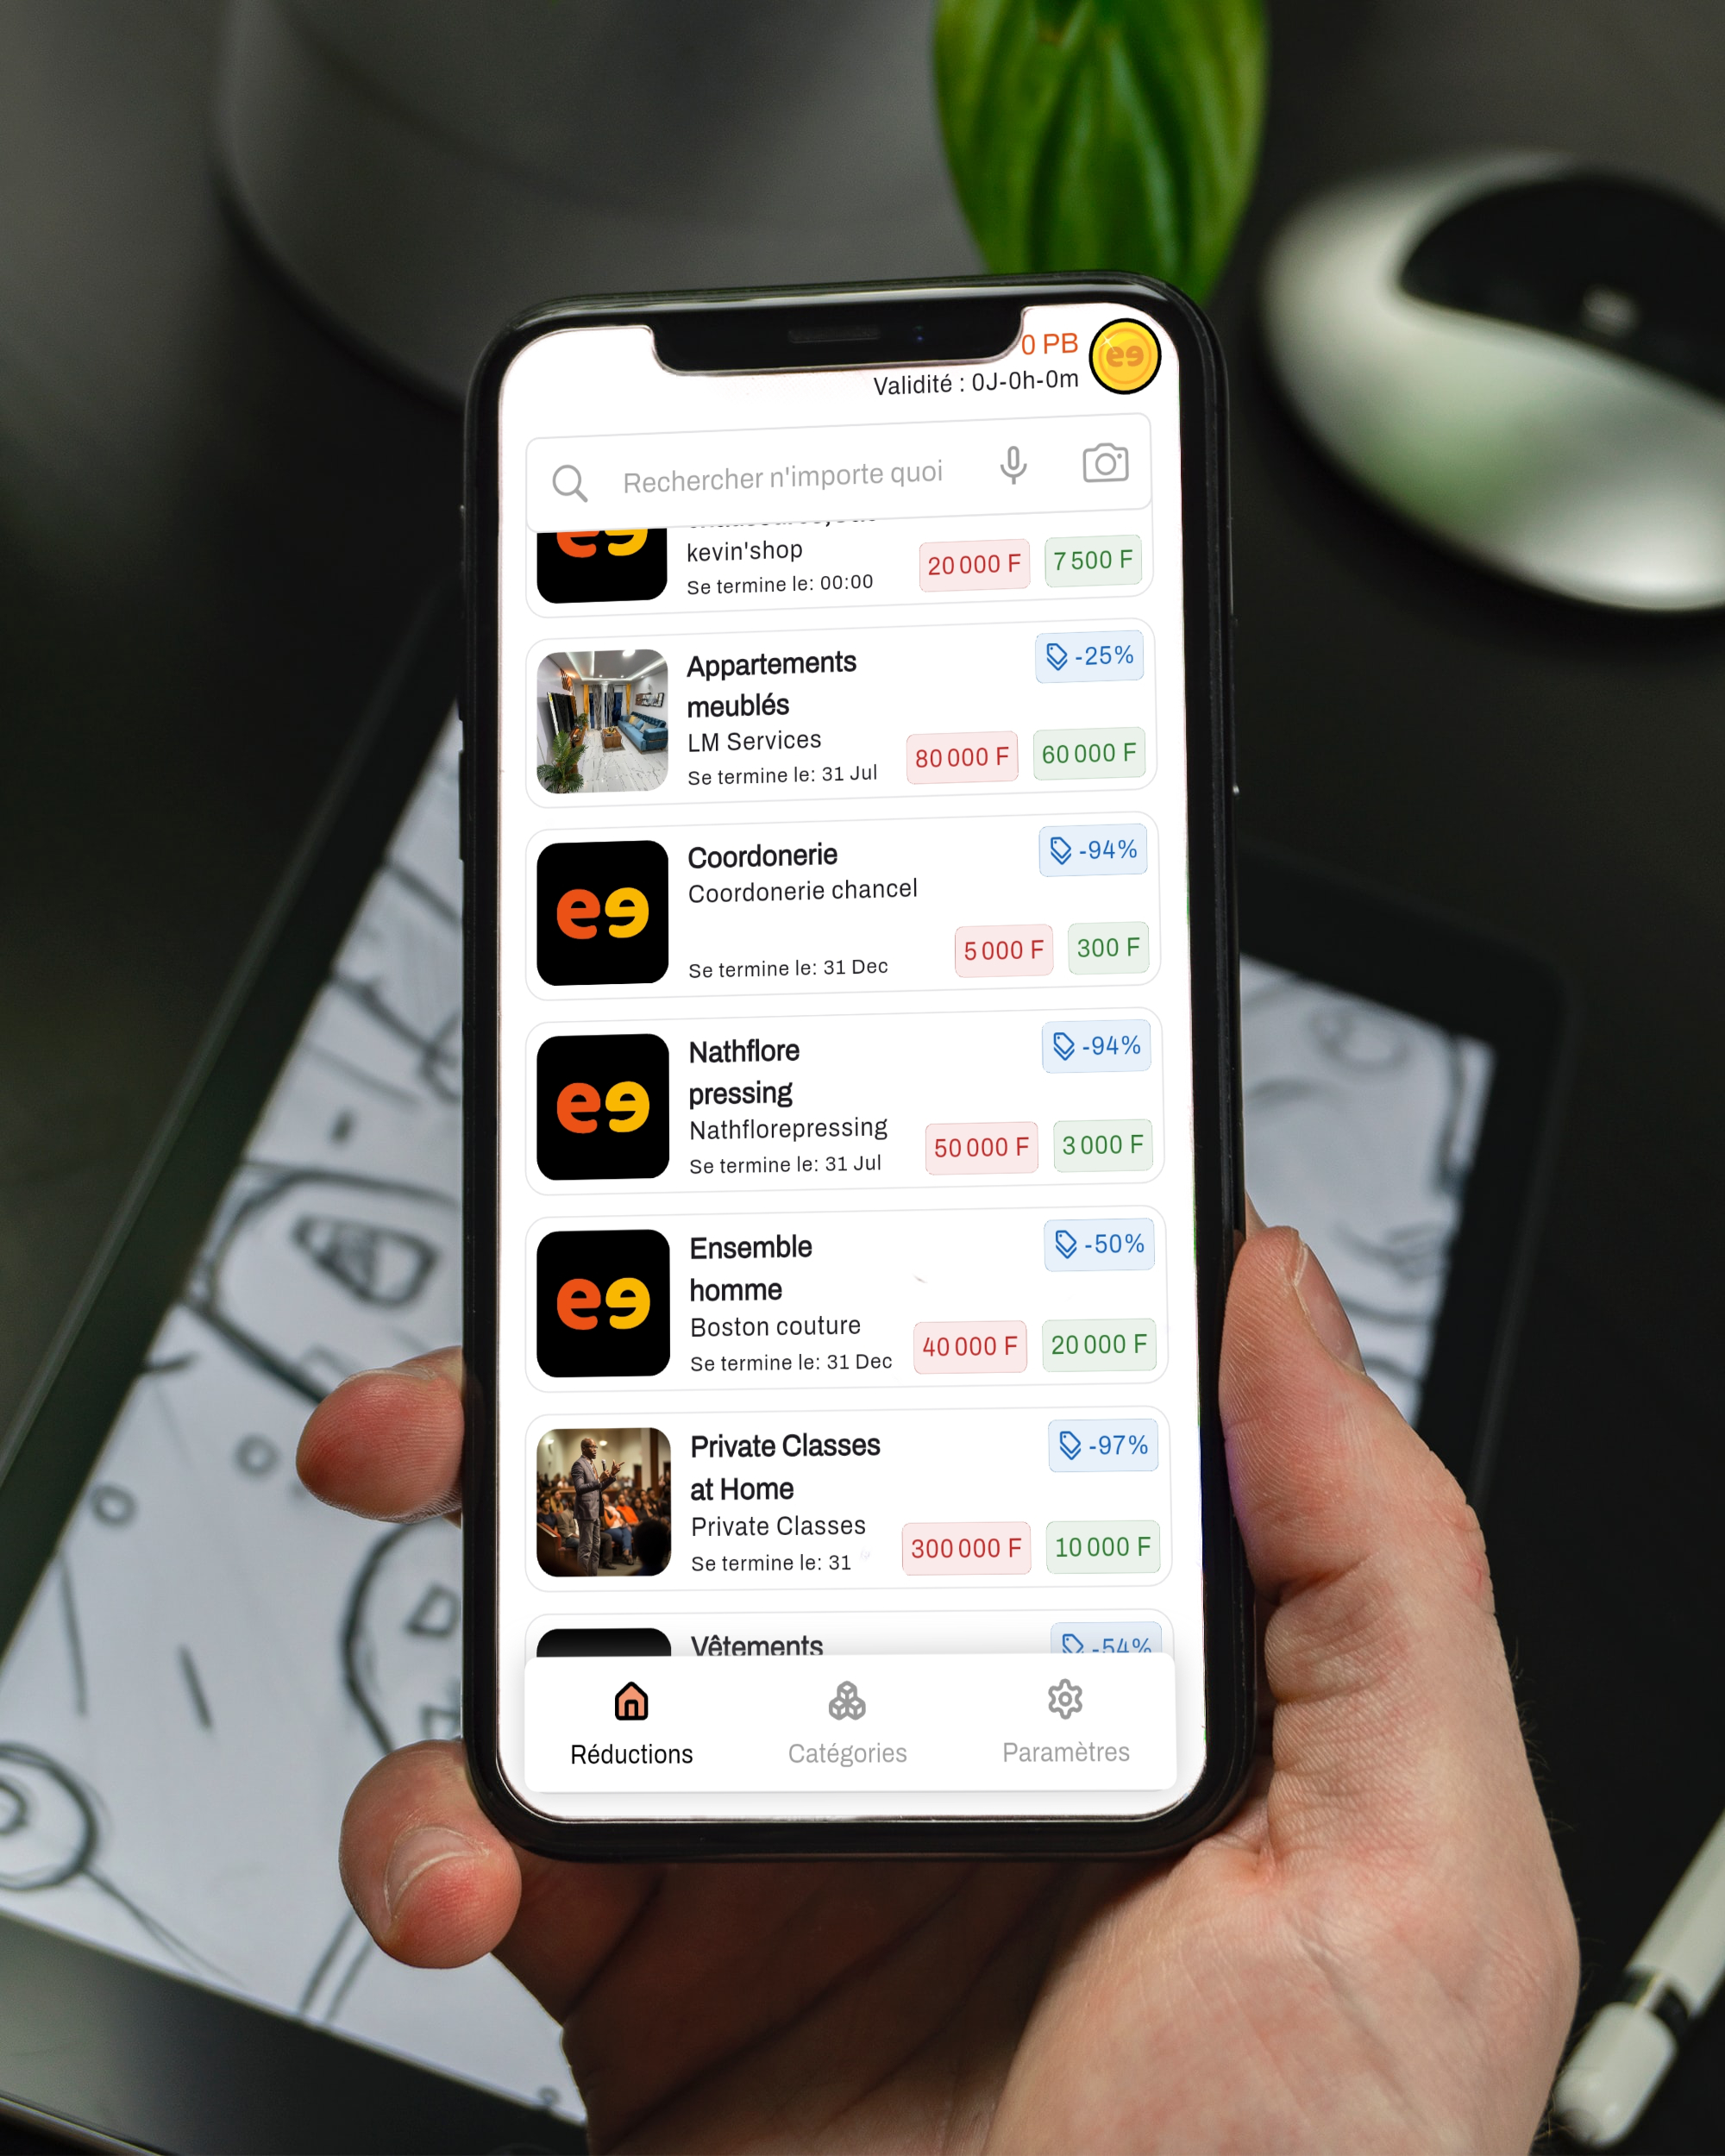 0 PB
Validité : 0J-0h-0m
Rechercher n'importe quoi
kevin'shop
20 000 F
7 500 F
Se termine le: 00:00
Appartements
meublés
-25%
LM Services
80 000 F
60 000 F
Se termine le: 31 Jul
Coordonerie
-94%
Coordonerie chancel
5 000 F
300 F
Se termine le: 31 Dec
Nathflore
pressing
-94%
Nathflorepressing
50 000 F
3 000 F
Se termine le: 31 Jul
Ensemble
homme
-50%
Boston couture
40 000 F
20 000 F
Se termine le: 31 Dec
Private Classes
at Home
-97%
Private Classes
300 000 F
10 000 F
Se termine le: 31
Vêtements
-54%
Réductions
Catégories
Paramètres